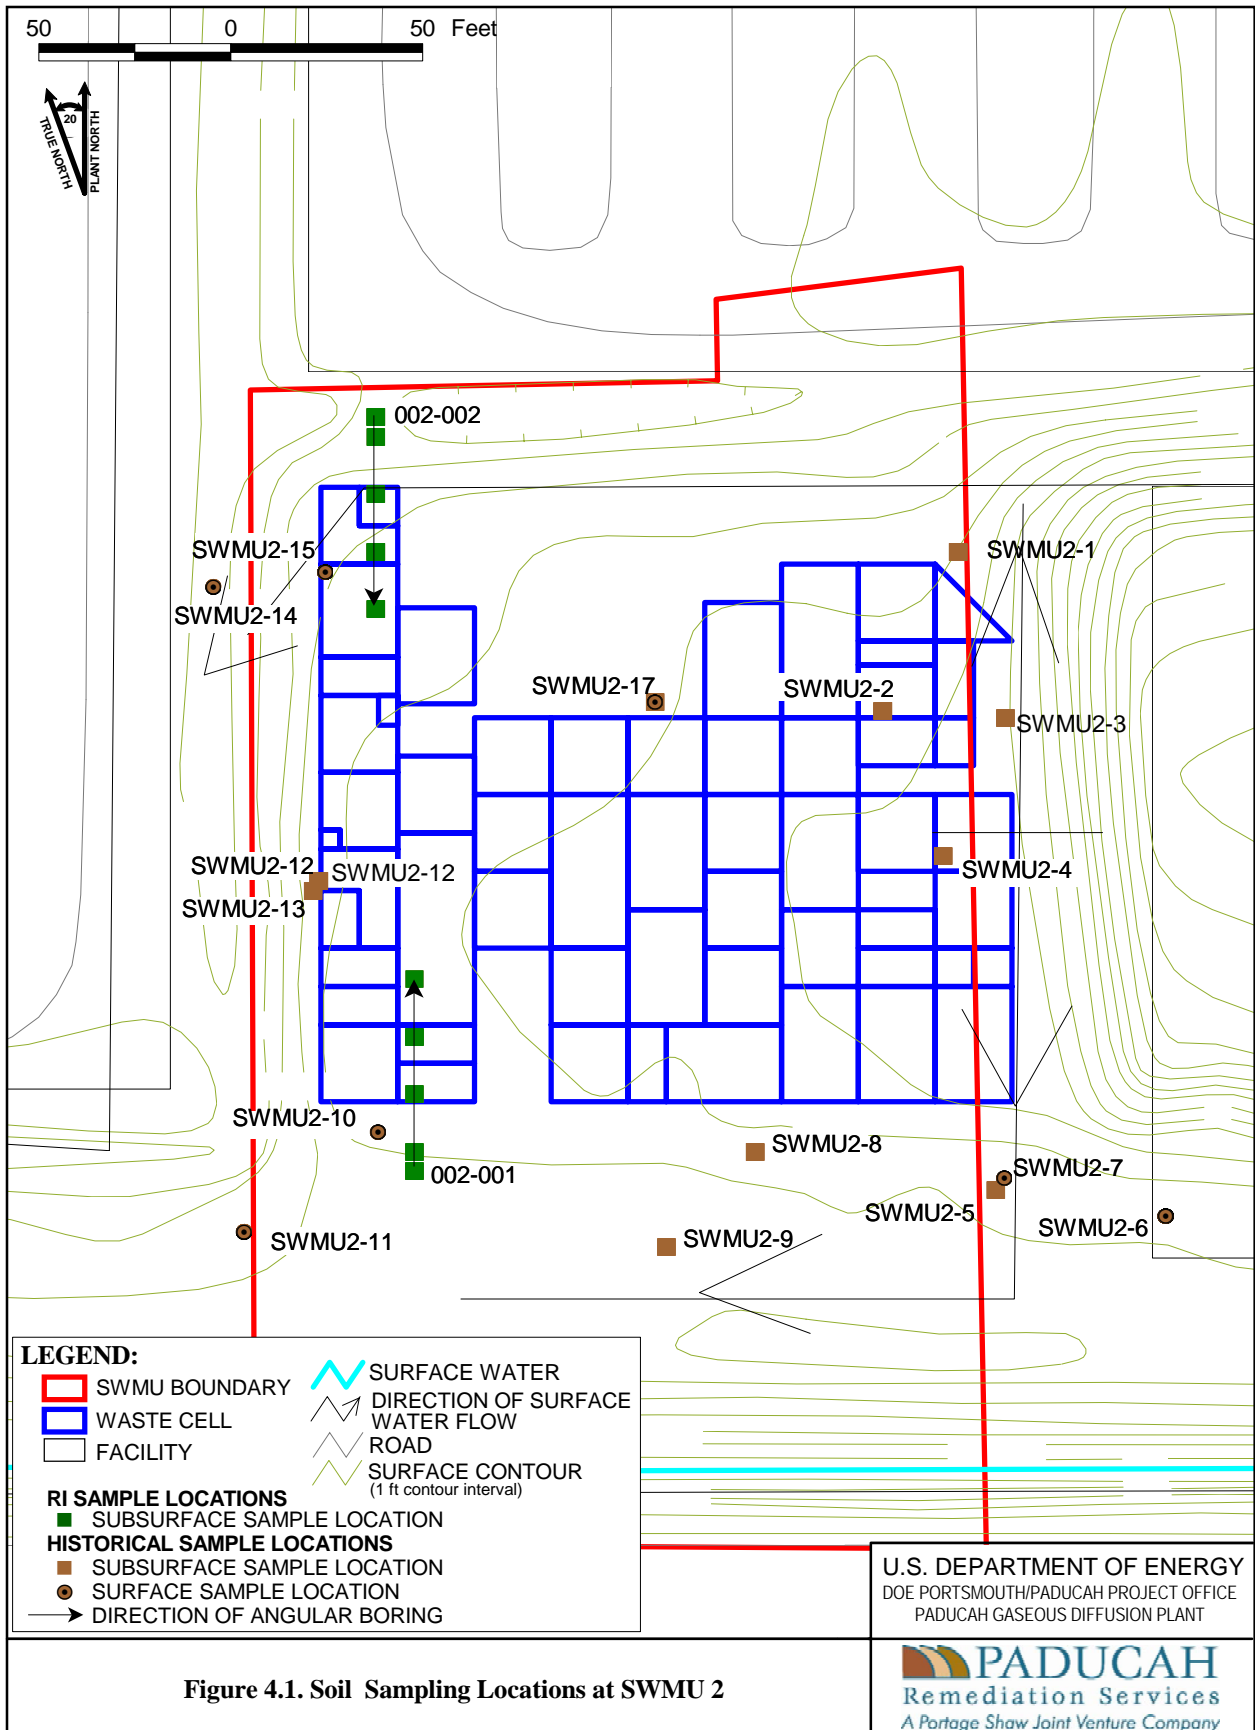 50 0 50 Feet
20
TRUE NORTH
PLANT NORTH
002-002
SWMU2-15
SWMU2-1
SWMU2-14
SWMU2-17
SWMU2-2
SWMU2-3
SWMU2-12
SWMU2-12
SWMU2-4
SWMU2-13
SWMU2-10
SWMU2-8
002-001
SWMU2-7
SWMU2-5
SWMU2-6
SWMU2-11
SWMU2-9
LEGEND:
SWMU BOUNDARY
WASTE CELL
FACILITY
SURFACE WATER
DIRECTION OF SURFACE
WATER FLOW
ROAD
SURFACE CONTOUR
(1 ft contour interval)
RI SAMPLE LOCATIONS
SUBSURFACE SAMPLE LOCATION
HISTORICAL SAMPLE LOCATIONS
SUBSURFACE SAMPLE LOCATION
SURFACE SAMPLE LOCATION
DIRECTION OF ANGULAR BORING
U.S. DEPARTMENT OF ENERGY
DOE PORTSMOUTH/PADUCAH PROJECT OFFICE
PADUCAH GASEOUS DIFFUSION PLANT
Figure 4.1. Soil Sampling Locations at SWMU 2
PADUCAH
Remediation Services
A Portage Shaw Joint Venture Company